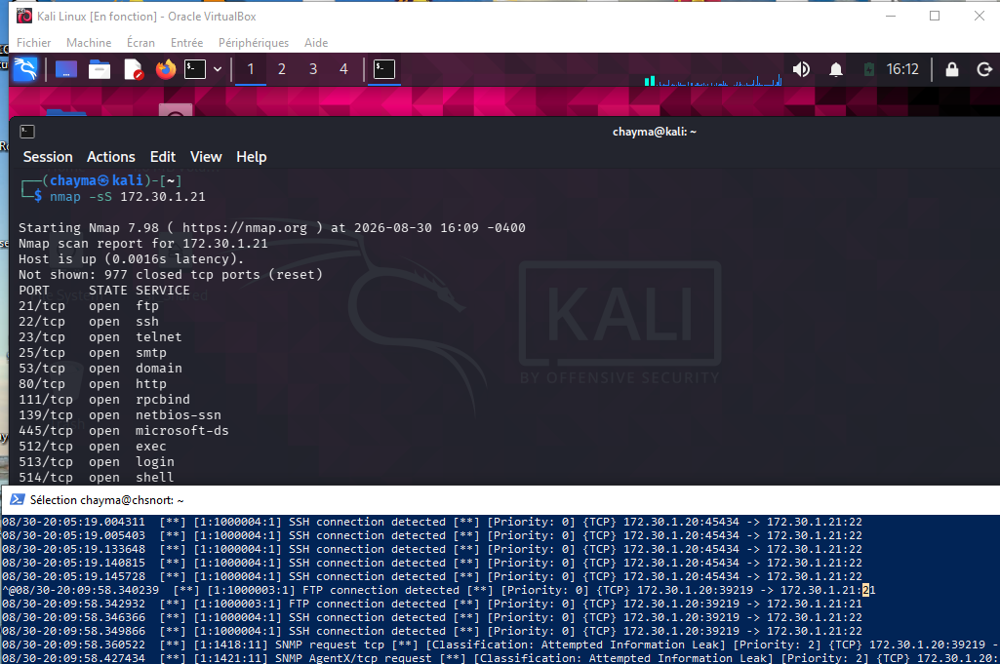 Kali Linux [En fonction] - Oracle VirtualBox
Fichier Machine Écran Entrée Périphériques Aide
1 2 3 4 16:12
chayma@kali: ~
Session Actions Edit View Help
┌──(chayma㉿kali)-[~]
└─$ nmap -sS 172.30.1.21
Starting Nmap 7.98 ( https://nmap.org ) at 2026-08-30 16:09 -0400
Nmap scan report for 172.30.1.21
Host is up (0.0016s latency).
Not shown: 977 closed tcp ports (reset)
PORT STATE SERVICE
21/tcp open ftp
22/tcp open ssh
23/tcp open telnet
25/tcp open smtp
53/tcp open domain
80/tcp open http
111/tcp open rpcbind
139/tcp open netbios-ssn
445/tcp open microsoft-ds
512/tcp open exec
513/tcp open login
514/tcp open shell
KALI
BY OFFENSIVE SECURITY
Sélection chayma@chsnort: ~
08/30-20:05:19.004311 [**] [1:1000004:1] SSH connection detected [**] [Priority: 0] {TCP} 172.30.1.20:45434 -> 172.30.1.21:22
08/30-20:05:19.005403 [**] [1:1000004:1] SSH connection detected [**] [Priority: 0] {TCP} 172.30.1.20:45434 -> 172.30.1.21:22
08/30-20:05:19.133648 [**] [1:1000004:1] SSH connection detected [**] [Priority: 0] {TCP} 172.30.1.20:45434 -> 172.30.1.21:22
08/30-20:05:19.140815 [**] [1:1000004:1] SSH connection detected [**] [Priority: 0] {TCP} 172.30.1.20:45434 -> 172.30.1.21:22
08/30-20:05:19.145728 [**] [1:1000004:1] SSH connection detected [**] [Priority: 0] {TCP} 172.30.1.20:45434 -> 172.30.1.21:22
^@08/30-20:09:58.340239 [**] [1:1000003:1] FTP connection detected [**] [Priority: 0] {TCP} 172.30.1.20:39219 -> 172.30.1.21:21
08/30-20:09:58.342932 [**] [1:1000003:1] FTP connection detected [**] [Priority: 0] {TCP} 172.30.1.20:39219 -> 172.30.1.21:21
08/30-20:09:58.346366 [**] [1:1000004:1] SSH connection detected [**] [Priority: 0] {TCP} 172.30.1.20:39219 -> 172.30.1.21:22
08/30-20:09:58.349866 [**] [1:1000004:1] SSH connection detected [**] [Priority: 0] {TCP} 172.30.1.20:39219 -> 172.30.1.21:22
08/30-20:09:58.360522 [**] [1:1418:11] SNMP request tcp [**] [Classification: Attempted Information Leak] [Priority: 2] {TCP} 172.30.1.20:39219 -
08/30-20:09:58.427434 [**] [1:1421:11] SNMP AgentX/tcp request [**] [Classification: Attempted Information Leak] [Priority: 2] {TCP} 172.30.1.20: